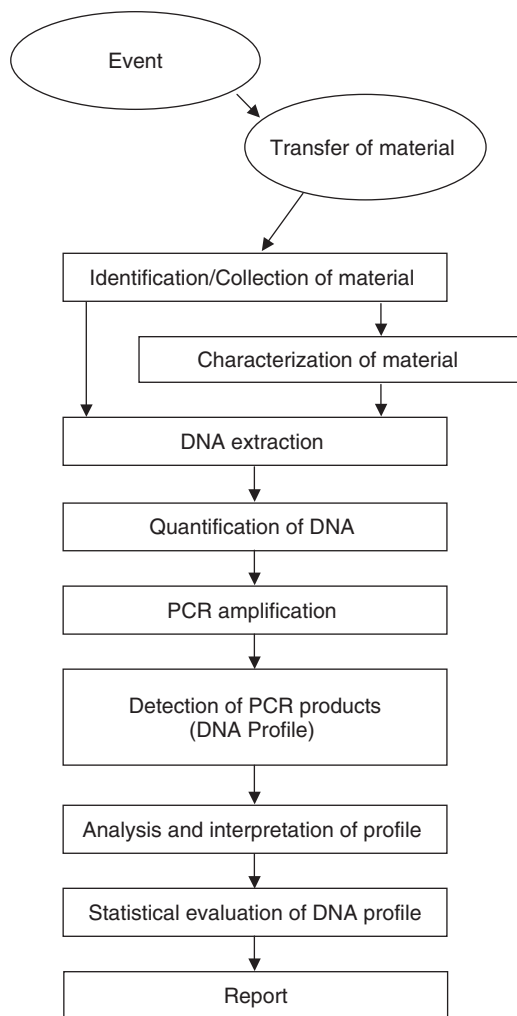 Event
Transfer of material
Identification/Collection of material
Characterization of material
DNA extraction
Quantification of DNA
PCR amplification
Detection of PCR products
(DNA Profile)
Analysis and interpretation of profile
Statistical evaluation of DNA profile
Report